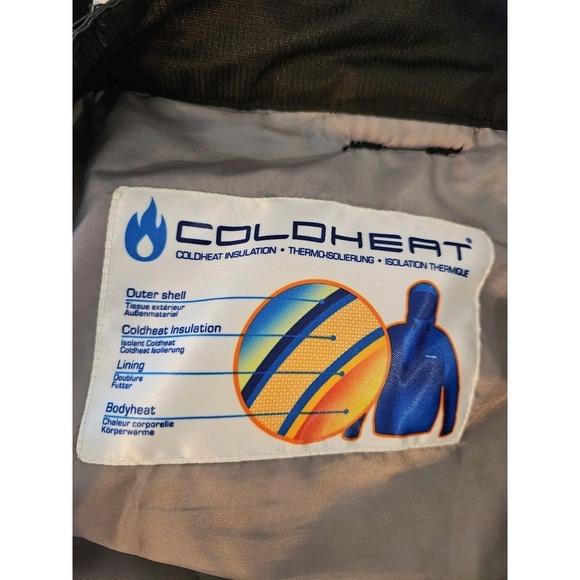 COLDHEAT®
COLDHEAT INSULATION • THERMO-ISOLIERUNG • ISOLATION THERMIQUE
Outer shell
Tissue extérieur
Außenmaterial
Coldheat Insulation
Isolant Coldheat
Coldheat Isolierung
Lining
Doublure
Futter
Bodyheat
Chaleur corporelle
Körperwärme